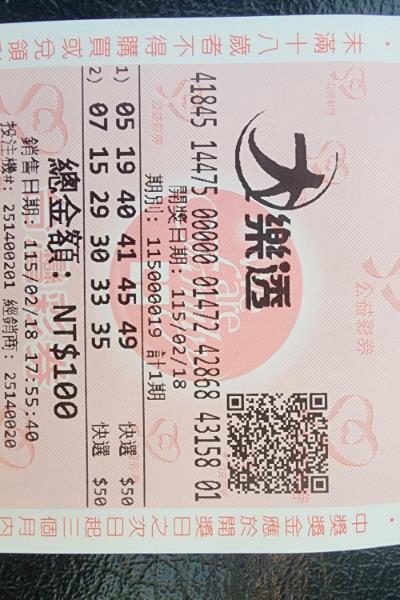 未滿十八歲者不得購買或兌領
大樂透
公益彩券
41845 14475 00000 01472 42868 43158 01
開獎日期: 115/02/18
期別: 115000019 計1期
1) 05 19 40 41 45 49 快選 $50
2) 07 15 29 30 33 35 快選 $50
總金額: NT$100
銷售日期: 115/02/18 17:55:40
投注機#: 251400201 經銷商: 25140020
中獎獎金應於開獎日之次日起三個月內